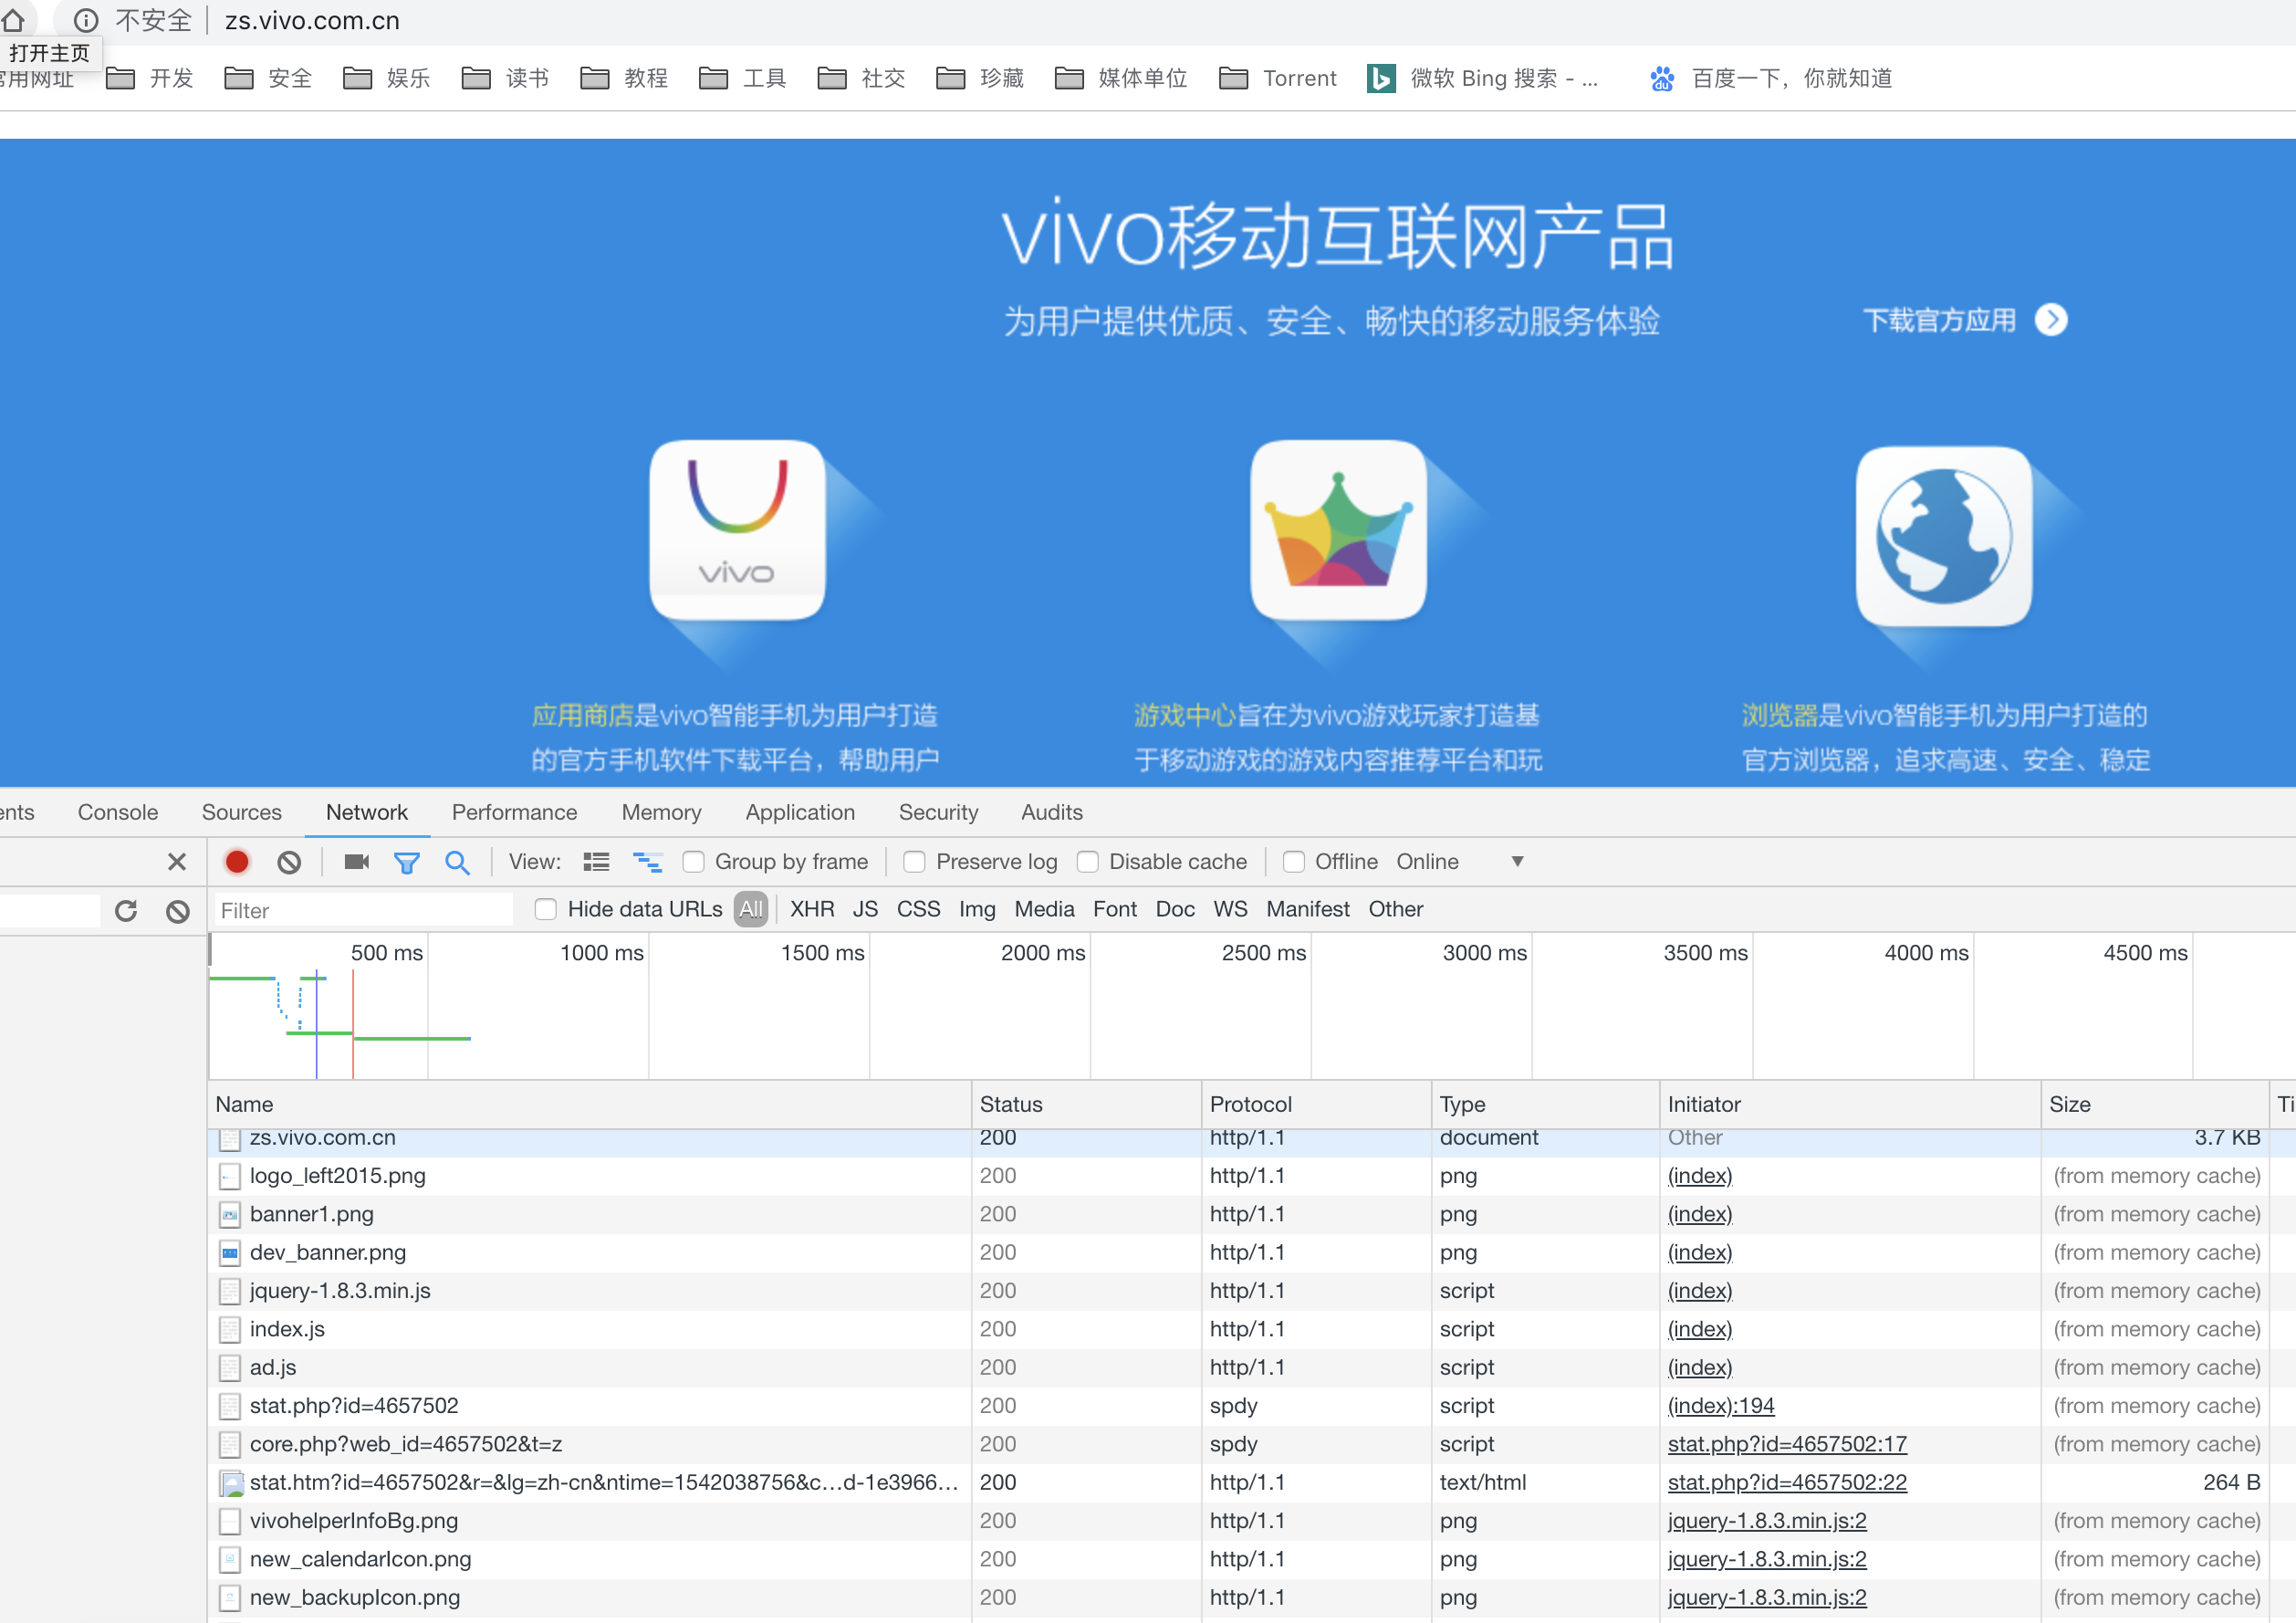 不安全 zs.vivo.com.cn
打开主页
常用网址 开发 安全 娱乐 读书 教程 工具 社交 珍藏 媒体单位 Torrent 微软 Bing 搜索 - ... 百度一下，你就知道
vivo移动互联网产品
为用户提供优质、安全、畅快的移动服务体验 下载官方应用
vivo
应用商店是vivo智能手机为用户打造
的官方手机软件下载平台，帮助用户
游戏中心旨在为vivo游戏玩家打造基
于移动游戏的游戏内容推荐平台和玩
浏览器是vivo智能手机为用户打造的
官方浏览器，追求高速、安全、稳定
ents Console Sources Network Performance Memory Application Security Audits
View: Group by frame Preserve log Disable cache Offline Online
Filter Hide data URLs All XHR JS CSS Img Media Font Doc WS Manifest Other
500 ms 1000 ms 1500 ms 2000 ms 2500 ms 3000 ms 3500 ms 4000 ms 4500 ms
Name Status Protocol Type Initiator Size Ti
zs.vivo.com.cn 200 http/1.1 document Other 3.7 KB
logo_left2015.png 200 http/1.1 png (index) (from memory cache)
banner1.png 200 http/1.1 png (index) (from memory cache)
dev_banner.png 200 http/1.1 png (index) (from memory cache)
jquery-1.8.3.min.js 200 http/1.1 script (index) (from memory cache)
index.js 200 http/1.1 script (index) (from memory cache)
ad.js 200 http/1.1 script (index) (from memory cache)
stat.php?id=4657502 200 spdy script (index):194 (from memory cache)
core.php?web_id=4657502&t=z 200 spdy script stat.php?id=4657502:17 (from memory cache)
stat.htm?id=4657502&r=&lg=zh-cn&ntime=1542038756&c…d-1e3966… 200 http/1.1 text/html stat.php?id=4657502:22 264 B
vivohelperInfoBg.png 200 http/1.1 png jquery-1.8.3.min.js:2 (from memory cache)
new_calendarIcon.png 200 http/1.1 png jquery-1.8.3.min.js:2 (from memory cache)
new_backupIcon.png 200 http/1.1 png jquery-1.8.3.min.js:2 (from memory cache)